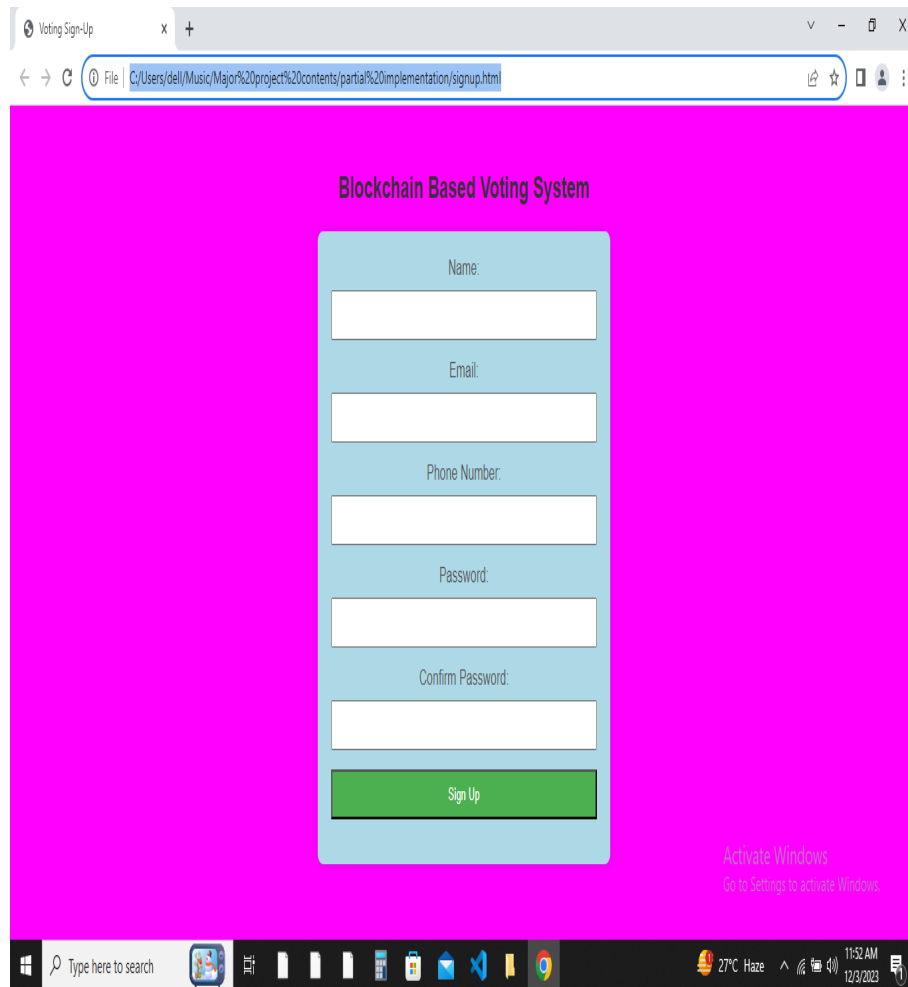 Voting Sign-Up
File
C:/Users/dell/Music/Major%20project%20contents/partial%20implementation/signup.html
Blockchain Based Voting System
Name:
Email:
Phone Number:
Password:
Confirm Password:
Sign Up
Activate Windows
Go to Settings to activate Windows.
Type here to search
27°C Haze
11:52 AM
12/3/2023
1